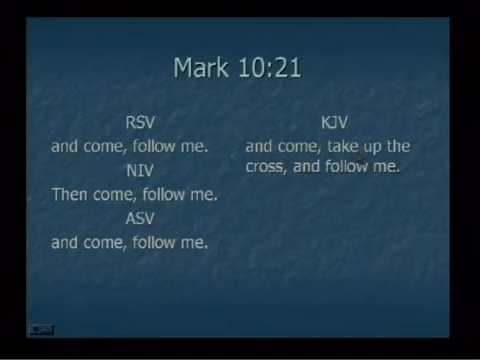 Mark 10:21
RSV
and come, follow me.
NIV
Then come, follow me.
ASV
and come, follow me.
KJV
and come, take up the
cross, and follow me.